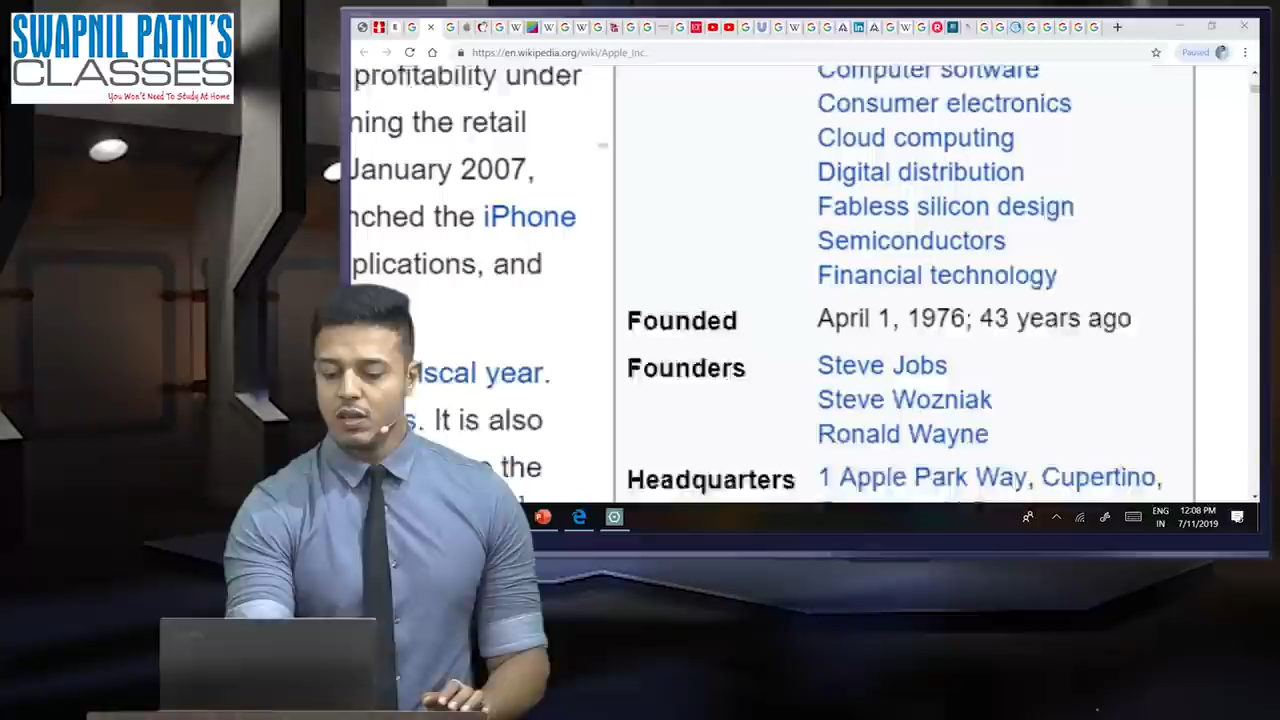 SWAPNIL PATNI'S
CLASSES
You Won't Need To Study At Home
https://en.wikipedia.org/wiki/Apple_Inc.
Paused
profitability under
ning the retail
January 2007,
nched the iPhone
plications, and
iscal year.
s. It is also
the
Computer software
Consumer electronics
Cloud computing
Digital distribution
Fabless silicon design
Semiconductors
Financial technology
Founded April 1, 1976; 43 years ago
Founders Steve Jobs
Steve Wozniak
Ronald Wayne
Headquarters 1 Apple Park Way, Cupertino,
ENG
IN
12:08 PM
7/11/2019